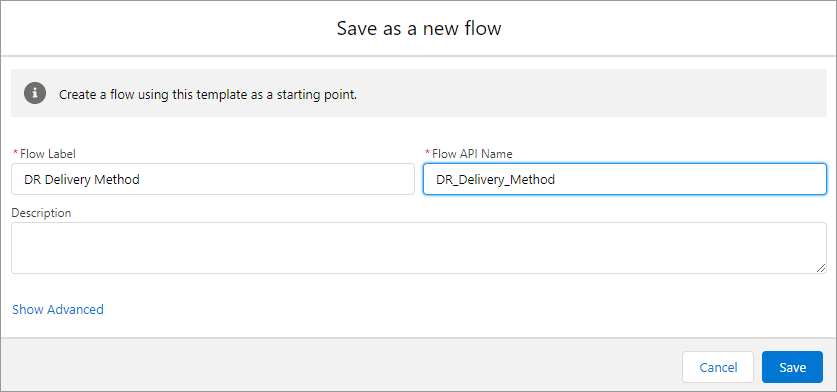 Save as a new flow
Create a flow using this template as a starting point.
*Flow Label
*Flow API Name
DR Delivery Method
DR_Delivery_Method
Description
Show Advanced
Cancel
Save